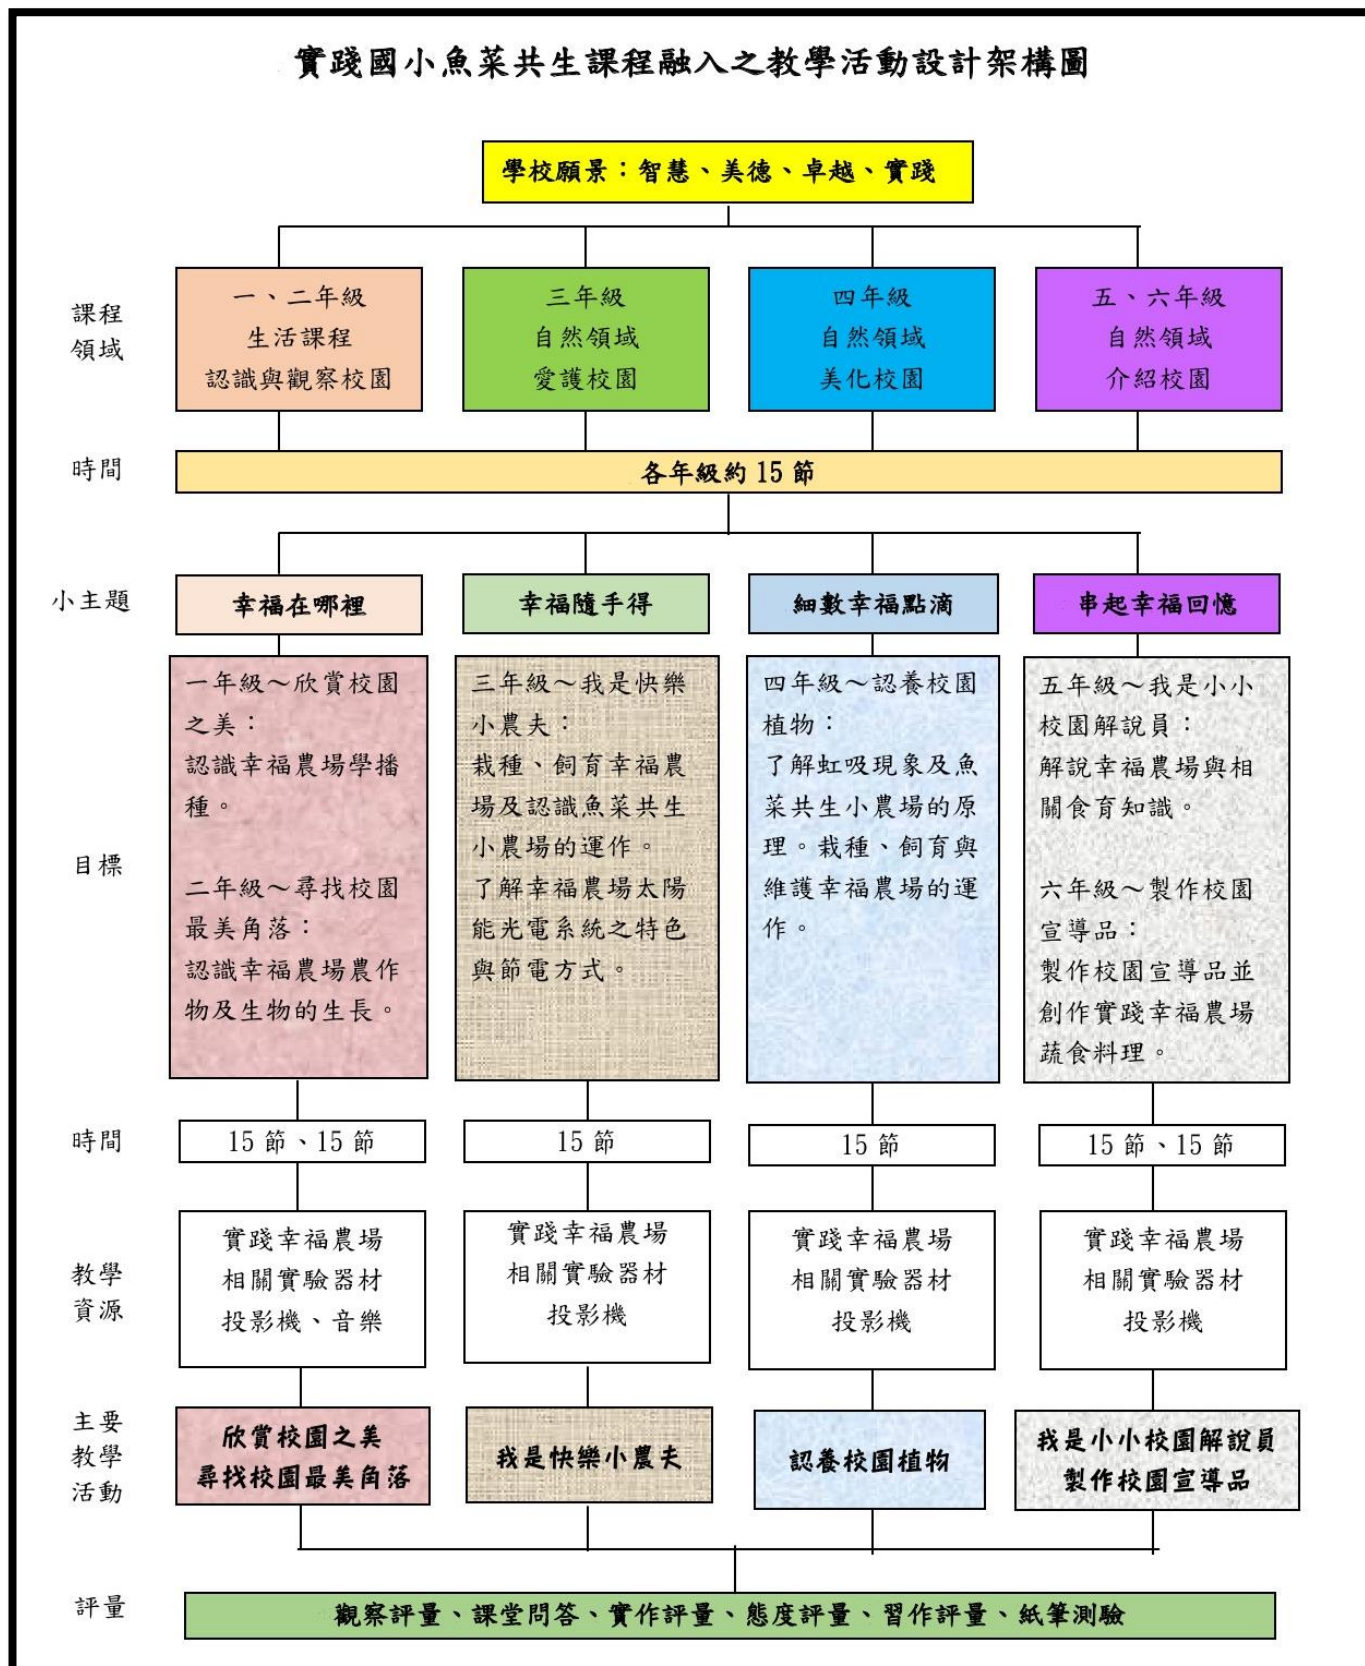 實踐國小魚菜共生課程融入之教學活動設計架構圖
學校願景：智慧、美德、卓越、實踐
課程
領域
一、二年級
生活課程
認識與觀察校園
三年級
自然領域
愛護校園
四年級
自然領域
美化校園
五、六年級
自然領域
介紹校園
時間
各年級約 15 節
小主題
幸福在哪裡
幸福隨手得
細數幸福點滴
串起幸福回憶
目標
一年級～欣賞校園
之美：
認識幸福農場學播
種。
二年級～尋找校園
最美角落：
認識幸福農場農作
物及生物的生長。
三年級～我是快樂
小農夫：
栽種、飼育幸福農
場及認識魚菜共生
小農場的運作。
了解幸福農場太陽
能光電系統之特色
與節電方式。
四年級～認養校園
植物：
了解虹吸現象及魚
菜共生小農場的原
理。栽種、飼育與
維護幸福農場的運
作。
五年級～我是小小
校園解說員：
解說幸福農場與相
關食育知識。
六年級～製作校園
宣導品：
製作校園宣導品並
創作實踐幸福農場
蔬食料理。
時間
15 節、15 節
15 節
15 節
15 節、15 節
教學
資源
實踐幸福農場
相關實驗器材
投影機、音樂
實踐幸福農場
相關實驗器材
投影機
實踐幸福農場
相關實驗器材
投影機
實踐幸福農場
相關實驗器材
投影機
主要
教學
活動
欣賞校園之美
尋找校園最美角落
我是快樂小農夫
認養校園植物
我是小小校園解說員
製作校園宣導品
評量
觀察評量、課堂問答、實作評量、態度評量、習作評量、紙筆測驗